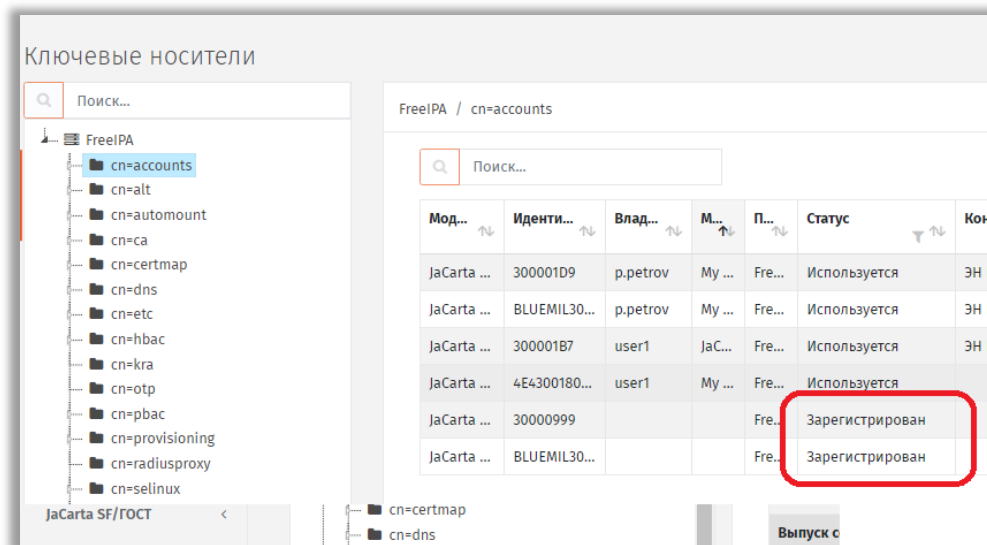 Ключевые носители
Поиск...
FreeIPA
cn=accounts
cn=alt
cn=automount
cn=ca
cn=certmap
cn=dns
cn=etc
cn=hbac
cn=kra
cn=otp
cn=pbac
cn=provisioning
cn=radiusproxy
cn=selinux
FreeIPA / cn=accounts
Поиск...
Мод... Иденти... Влад... М... П... Статус Кон
JaCarta ... 300001D9 p.petrov My ... Fre... Используется ЭН
JaCarta ... BLUEMIL30... p.petrov My ... Fre... Используется ЭН
JaCarta ... 300001B7 user1 JaC... Fre... Используется ЭН
JaCarta ... 4E4300180... user1 My ... Fre... Используется
JaCarta ... 30000999 Fre... Зарегистрирован
JaCarta ... BLUEMIL30... Fre... Зарегистрирован
JaCarta SF/ГОСТ <
cn=certmap
cn=dns
Выпуск с